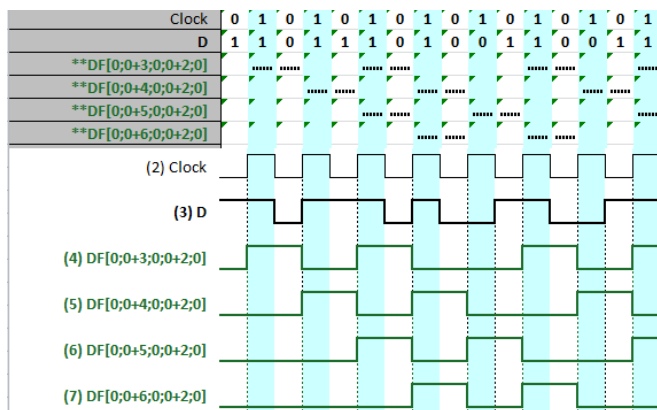 Clock 0 1 0 1 0 1 0 1 0 1 0 1 0 1 0 1
D 1 1 0 1 1 1 0 1 0 0 1 1 0 0 1 1
**DF[0;0+3;0;0+2;0]
**DF[0;0+4;0;0+2;0]
**DF[0;0+5;0;0+2;0]
**DF[0;0+6;0;0+2;0]
(2) Clock
(3) D
(4) DF[0;0+3;0;0+2;0]
(5) DF[0;0+4;0;0+2;0]
(6) DF[0;0+5;0;0+2;0]
(7) DF[0;0+6;0;0+2;0]